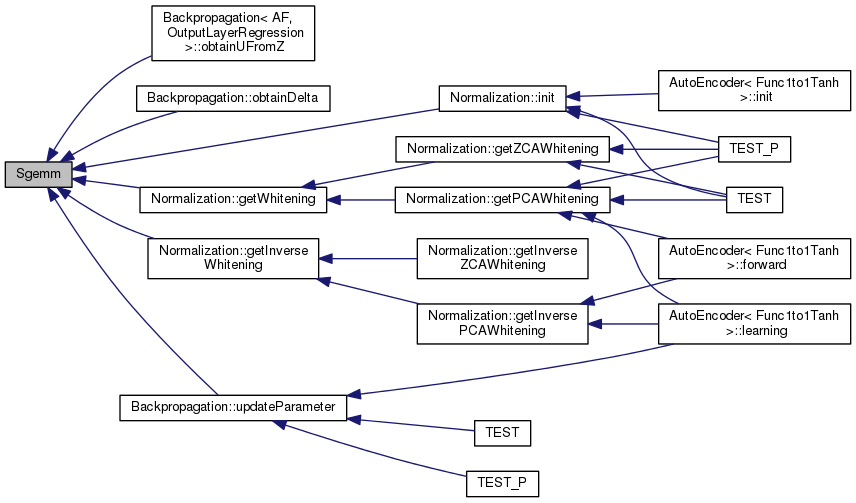 Backpropagation< AF,
OutputLayerRegression
>::obtainUFromZ
Backpropagation::obtainDelta
Normalization::init
AutoEncoder< Func1to1Tanh
>::init
Normalization::getZCAWhitening
TEST_P
Sgemm
Normalization::getWhitening
Normalization::getPCAWhitening
TEST
Normalization::getInverse
Whitening
Normalization::getInverse
ZCAWhitening
AutoEncoder< Func1to1Tanh
>::forward
Normalization::getInverse
PCAWhitening
AutoEncoder< Func1to1Tanh
>::learning
Backpropagation::updateParameter
TEST
TEST_P